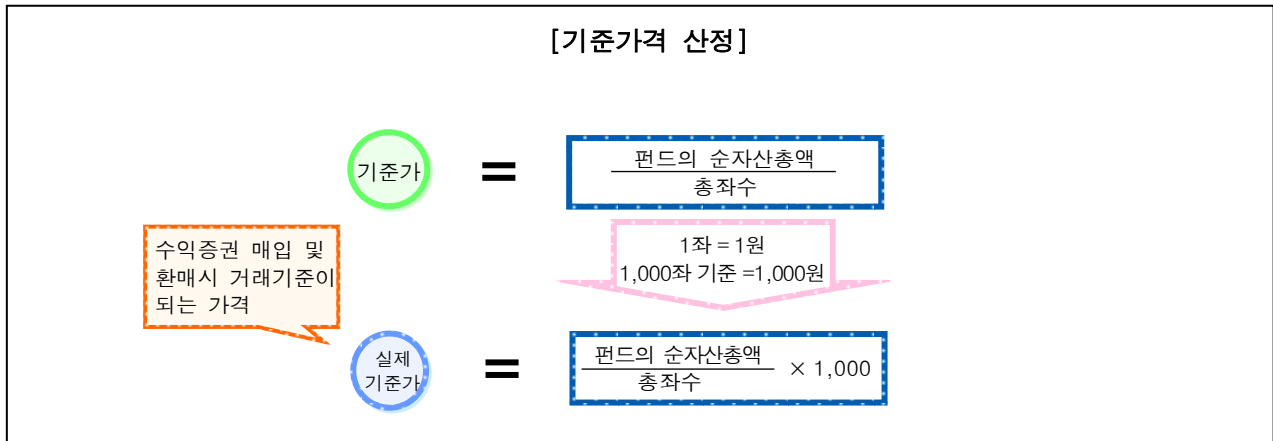 [기준가격 산정]
기준가
=
펀드의 순자산총액
총좌수
1좌 = 1원
1,000좌 기준 =1,000원
수익증권 매입 및
환매시 거래기준이
되는 가격
실제
기준가
=
펀드의 순자산총액
총좌수
× 1,000